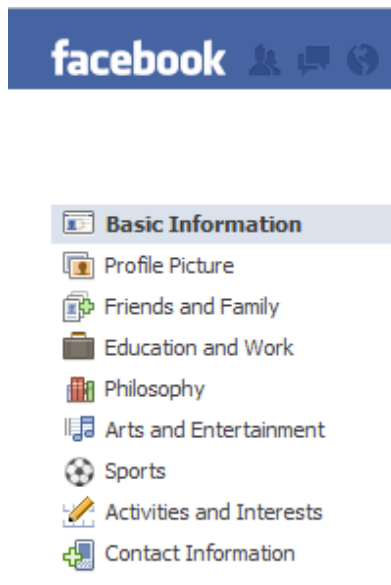 facebook
Basic Information
Profile Picture
Friends and Family
Education and Work
Philosophy
Arts and Entertainment
Sports
Activities and Interests
Contact Information